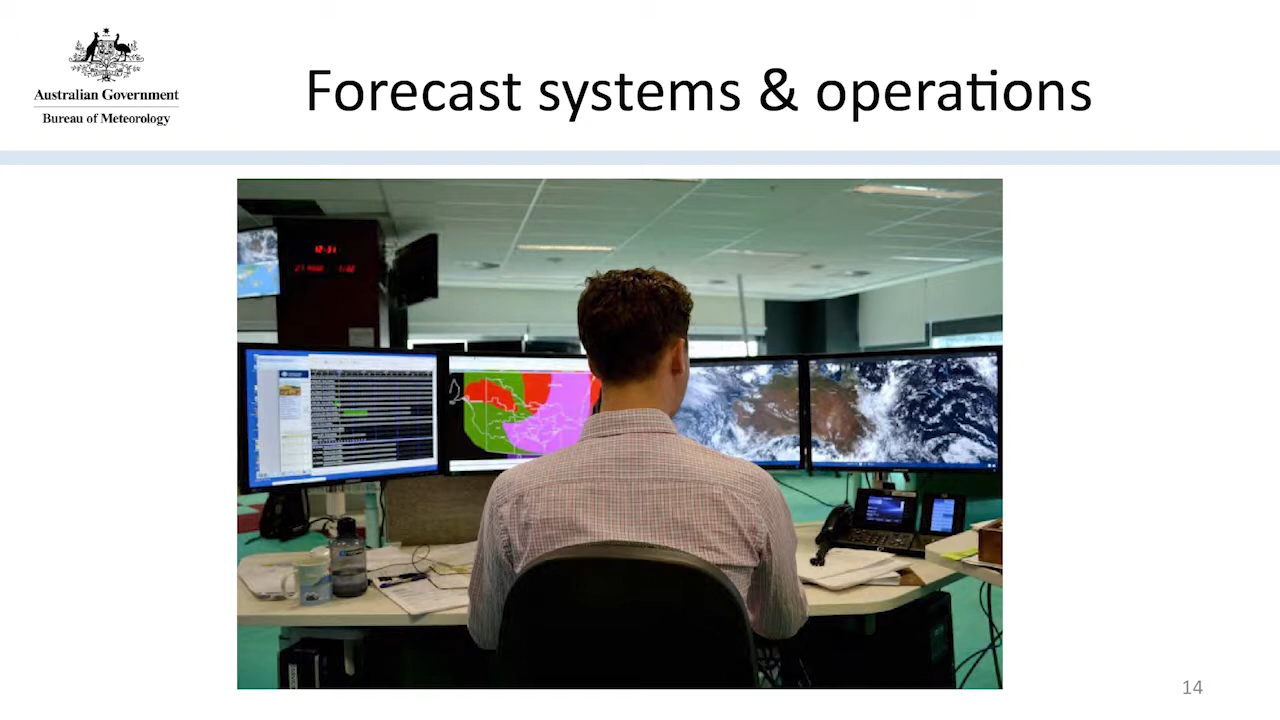 Australian Government
Bureau of Meteorology
Forecast systems & operations
14